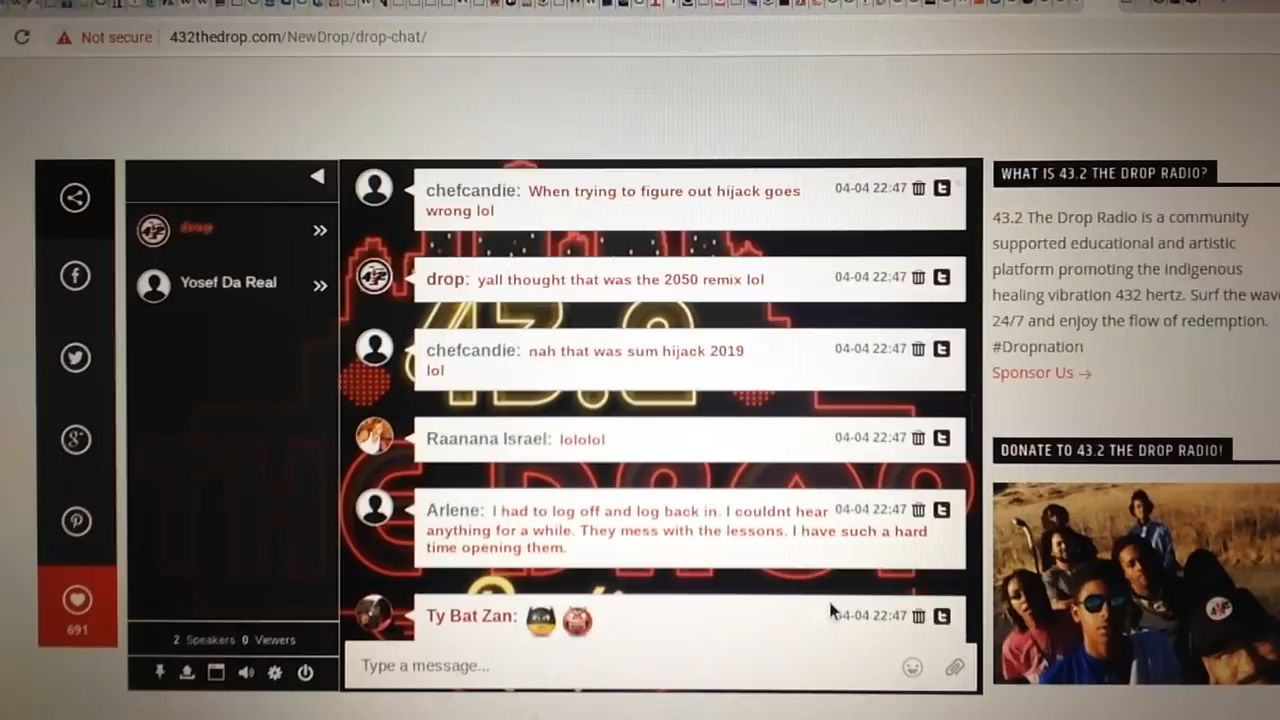 Not secure 432thedrop.com/NewDrop/drop-chat/
691
drop
Yosef Da Real
2 Speakers 0 Viewers
chefcandie: When trying to figure out hijack goes 04-04 22:47
wrong lol
drop: yall thought that was the 2050 remix lol 04-04 22:47
43.2
chefcandie: nah that was sum hijack 2019 04-04 22:47
lol
Raanana Israel: lololol 04-04 22:47
THE DROP
Arlene: I had to log off and log back in. I couldnt hear 04-04 22:47
anything for a while. They mess with the lessons. I have such a hard
time opening them.
Ty Bat Zan: 04-04 22:47
Type a message...
WHAT IS 43.2 THE DROP RADIO?
43.2 The Drop Radio is a community
supported educational and artistic
platform promoting the indigenous
healing vibration 432 hertz. Surf the wave
24/7 and enjoy the flow of redemption.
#Dropnation
Sponsor Us →
DONATE TO 43.2 THE DROP RADIO!